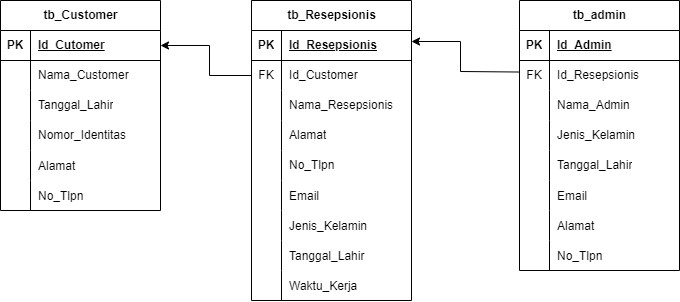 tb_Customer
PK Id_Cutomer
Nama_Customer
Tanggal_Lahir
Nomor_Identitas
Alamat
No_Tlpn
tb_Resepsionis
PK Id_Resepsionis
FK Id_Customer
Nama_Resepsionis
Alamat
No_Tlpn
Email
Jenis_Kelamin
Tanggal_Lahir
Waktu_Kerja
tb_admin
PK Id_Admin
FK Id_Resepsionis
Nama_Admin
Jenis_Kelamin
Tanggal_Lahir
Email
Alamat
No_Tlpn